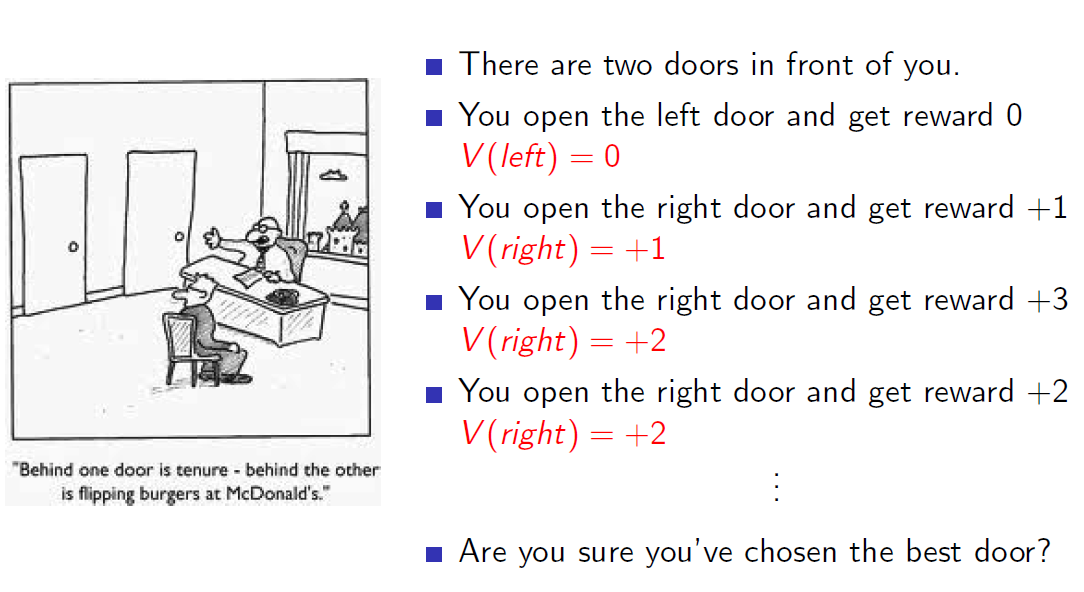 There are two doors in front of you.
You open the left door and get reward 0
V(left) = 0
You open the right door and get reward +1
V(right) = +1
You open the right door and get reward +3
V(right) = +2
You open the right door and get reward +2
V(right) = +2
⋮
Are you sure you've chosen the best door?
"Behind one door is tenure - behind the other
is flipping burgers at McDonald's."